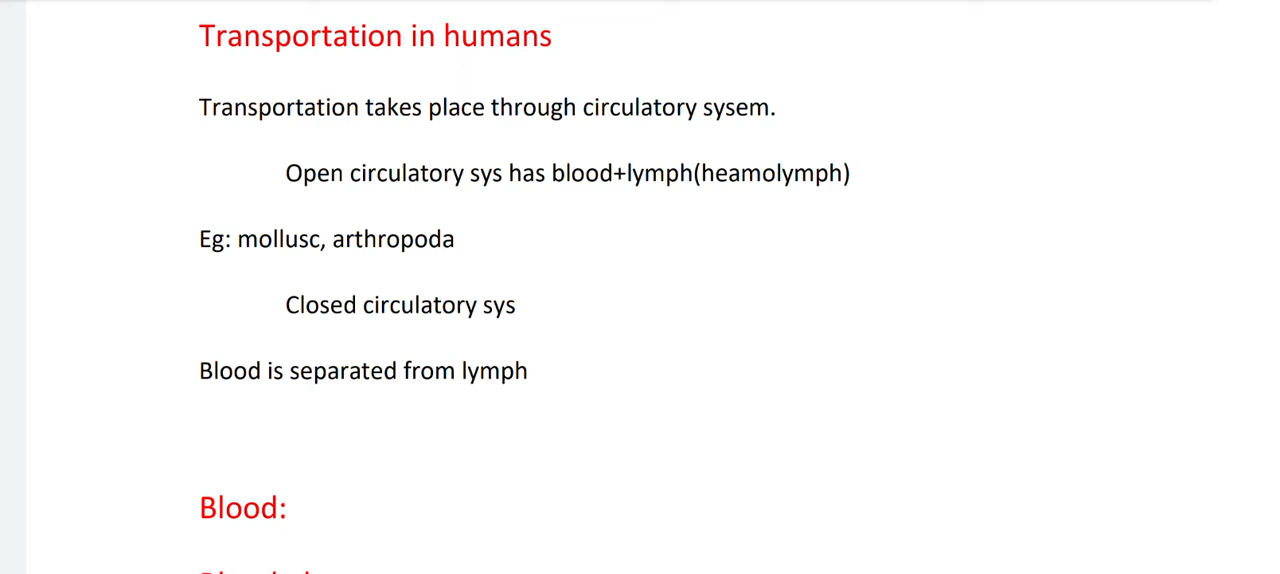 Transportation in humans
Transportation takes place through circulatory sysem.
Open circulatory sys has blood+lymph(heamolymph)
Eg: mollusc, arthropoda
Closed circulatory sys
Blood is separated from lymph
Blood: